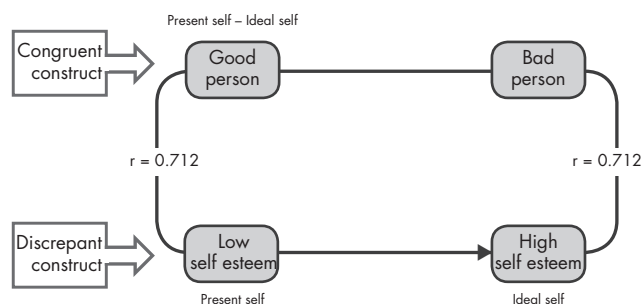 Present self – Ideal self
Congruent
construct
Good
person
Bad
person
r = 0.712
r = 0.712
Discrepant
construct
Low
self esteem
High
self esteem
Present self
Ideal self